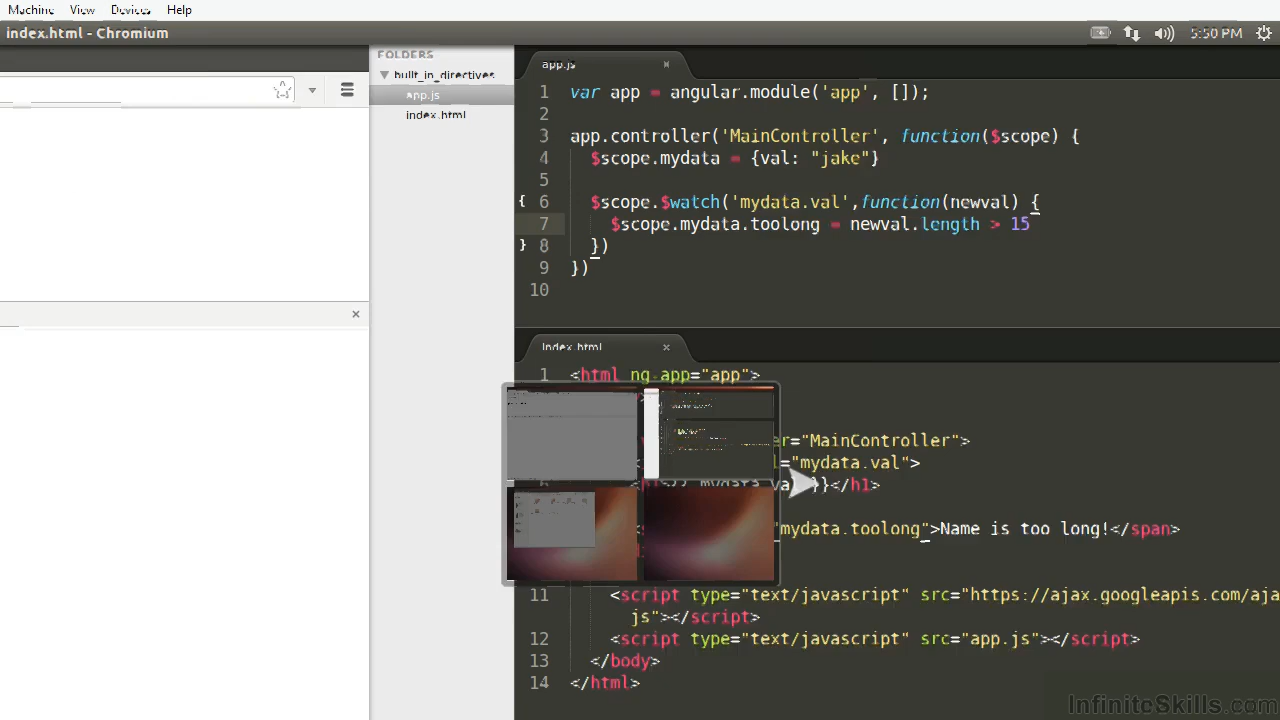 Machine View Devices Help
index.html - Chromium
5:50 PM
FOLDERS
built_in_directives
app.js
index.html
app.js
1 var app = angular.module('app', []);
2
3 app.controller('MainController', function($scope) {
4 $scope.mydata = {val: "jake"}
5
{ 6 $scope.$watch('mydata.val',function(newval) {
7 $scope.mydata.toolong = newval.length > 15
} 8 })
9 })
10
index.html
1 <html ng-app="app">
="MainController">
="mydata.val">
}}</h1>
"mydata.toolong">Name is too long!</span>
11 <script type="text/javascript" src="https://ajax.googleapis.com/aja
js"></script>
12 <script type="text/javascript" src="app.js"></script>
13 </body>
14 </html>
InfiniteSkills.com